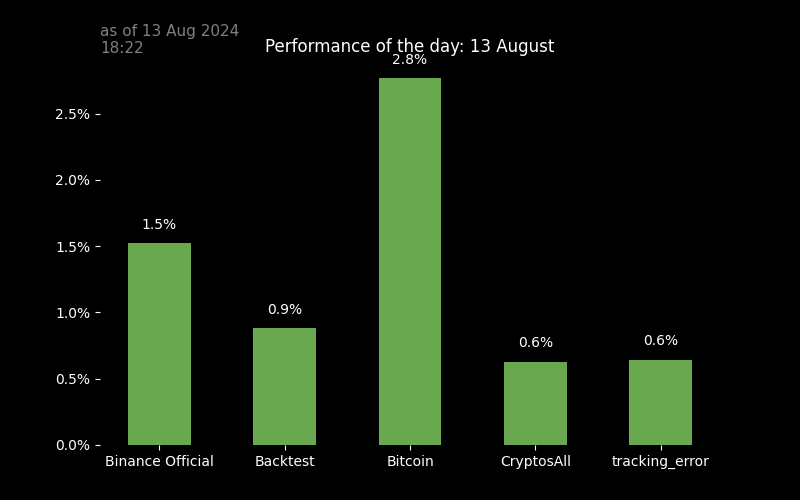 as of 13 Aug 2024
18:22
Performance of the day: 13 August
2.8%
2.5%
2.0%
1.5%
1.5%
1.0%
0.9%
0.6%
0.6%
0.5%
0.0%
Binance Official
Backtest
Bitcoin
CryptosAll
tracking_error